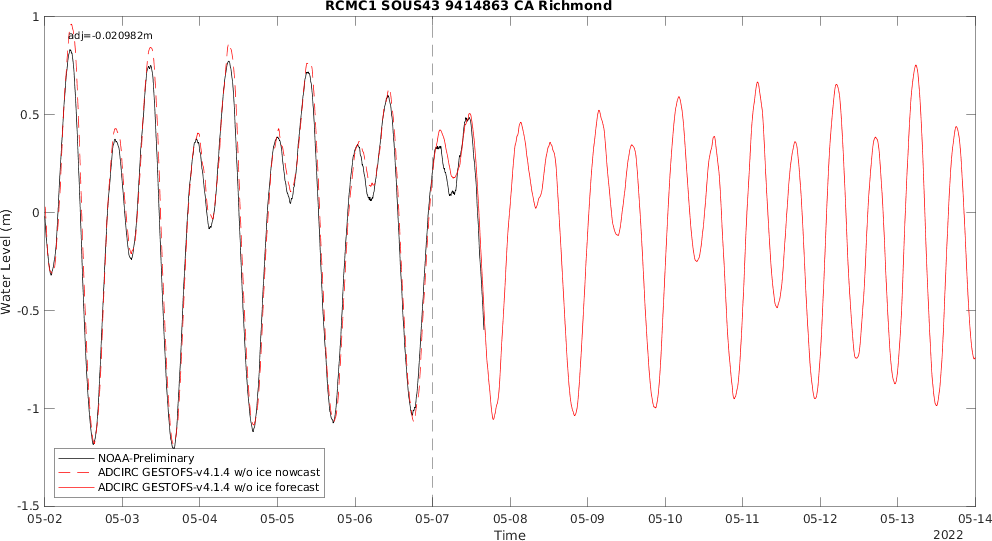 RCMC1 SOUS43 9414863 CA Richmond
adj=-0.020982m
1
0.5
0
-0.5
-1
-1.5
Water Level (m)
NOAA-Preliminary
ADCIRC GESTOFS-v4.1.4 w/o ice nowcast
ADCIRC GESTOFS-v4.1.4 w/o ice forecast
05-02 05-03 05-04 05-05 05-06 05-07 05-08 05-09 05-10 05-11 05-12 05-13 05-14
Time
2022